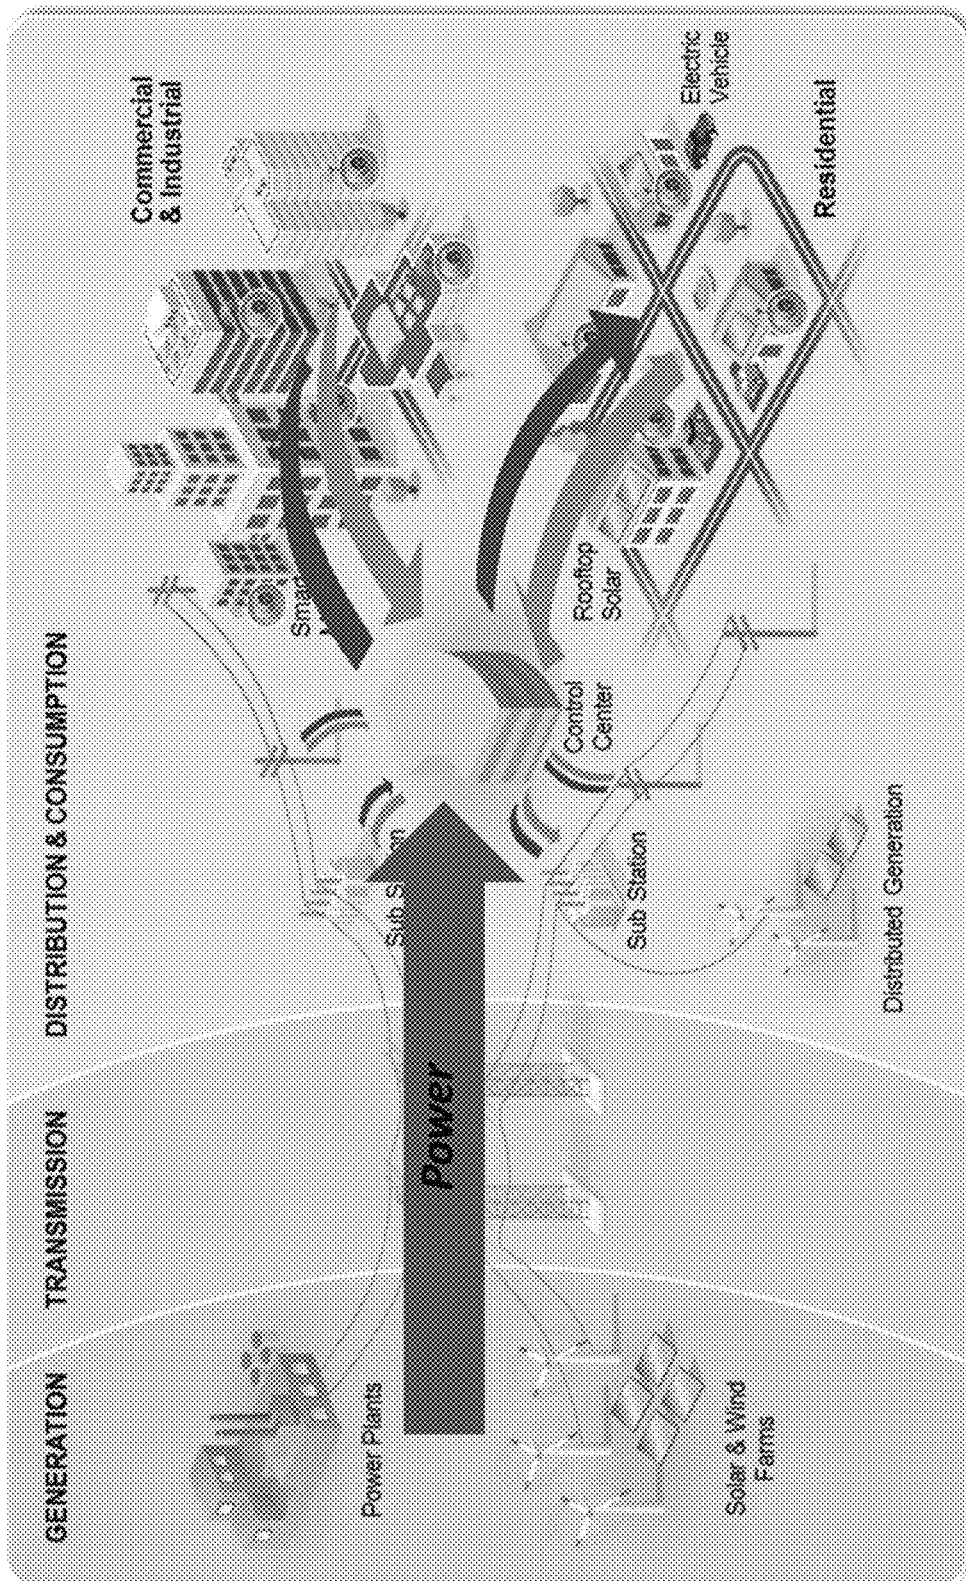 GENERATION
TRANSMISSION
DISTRIBUTION & CONSUMPTION
Commercial
& Industrial
Power Plants
Power
Sub
Sub Station
Control
Center
Rooftop
Solar
Electric
Vehicle
Residential
Solar & Wind
Farms
Distributed Generation